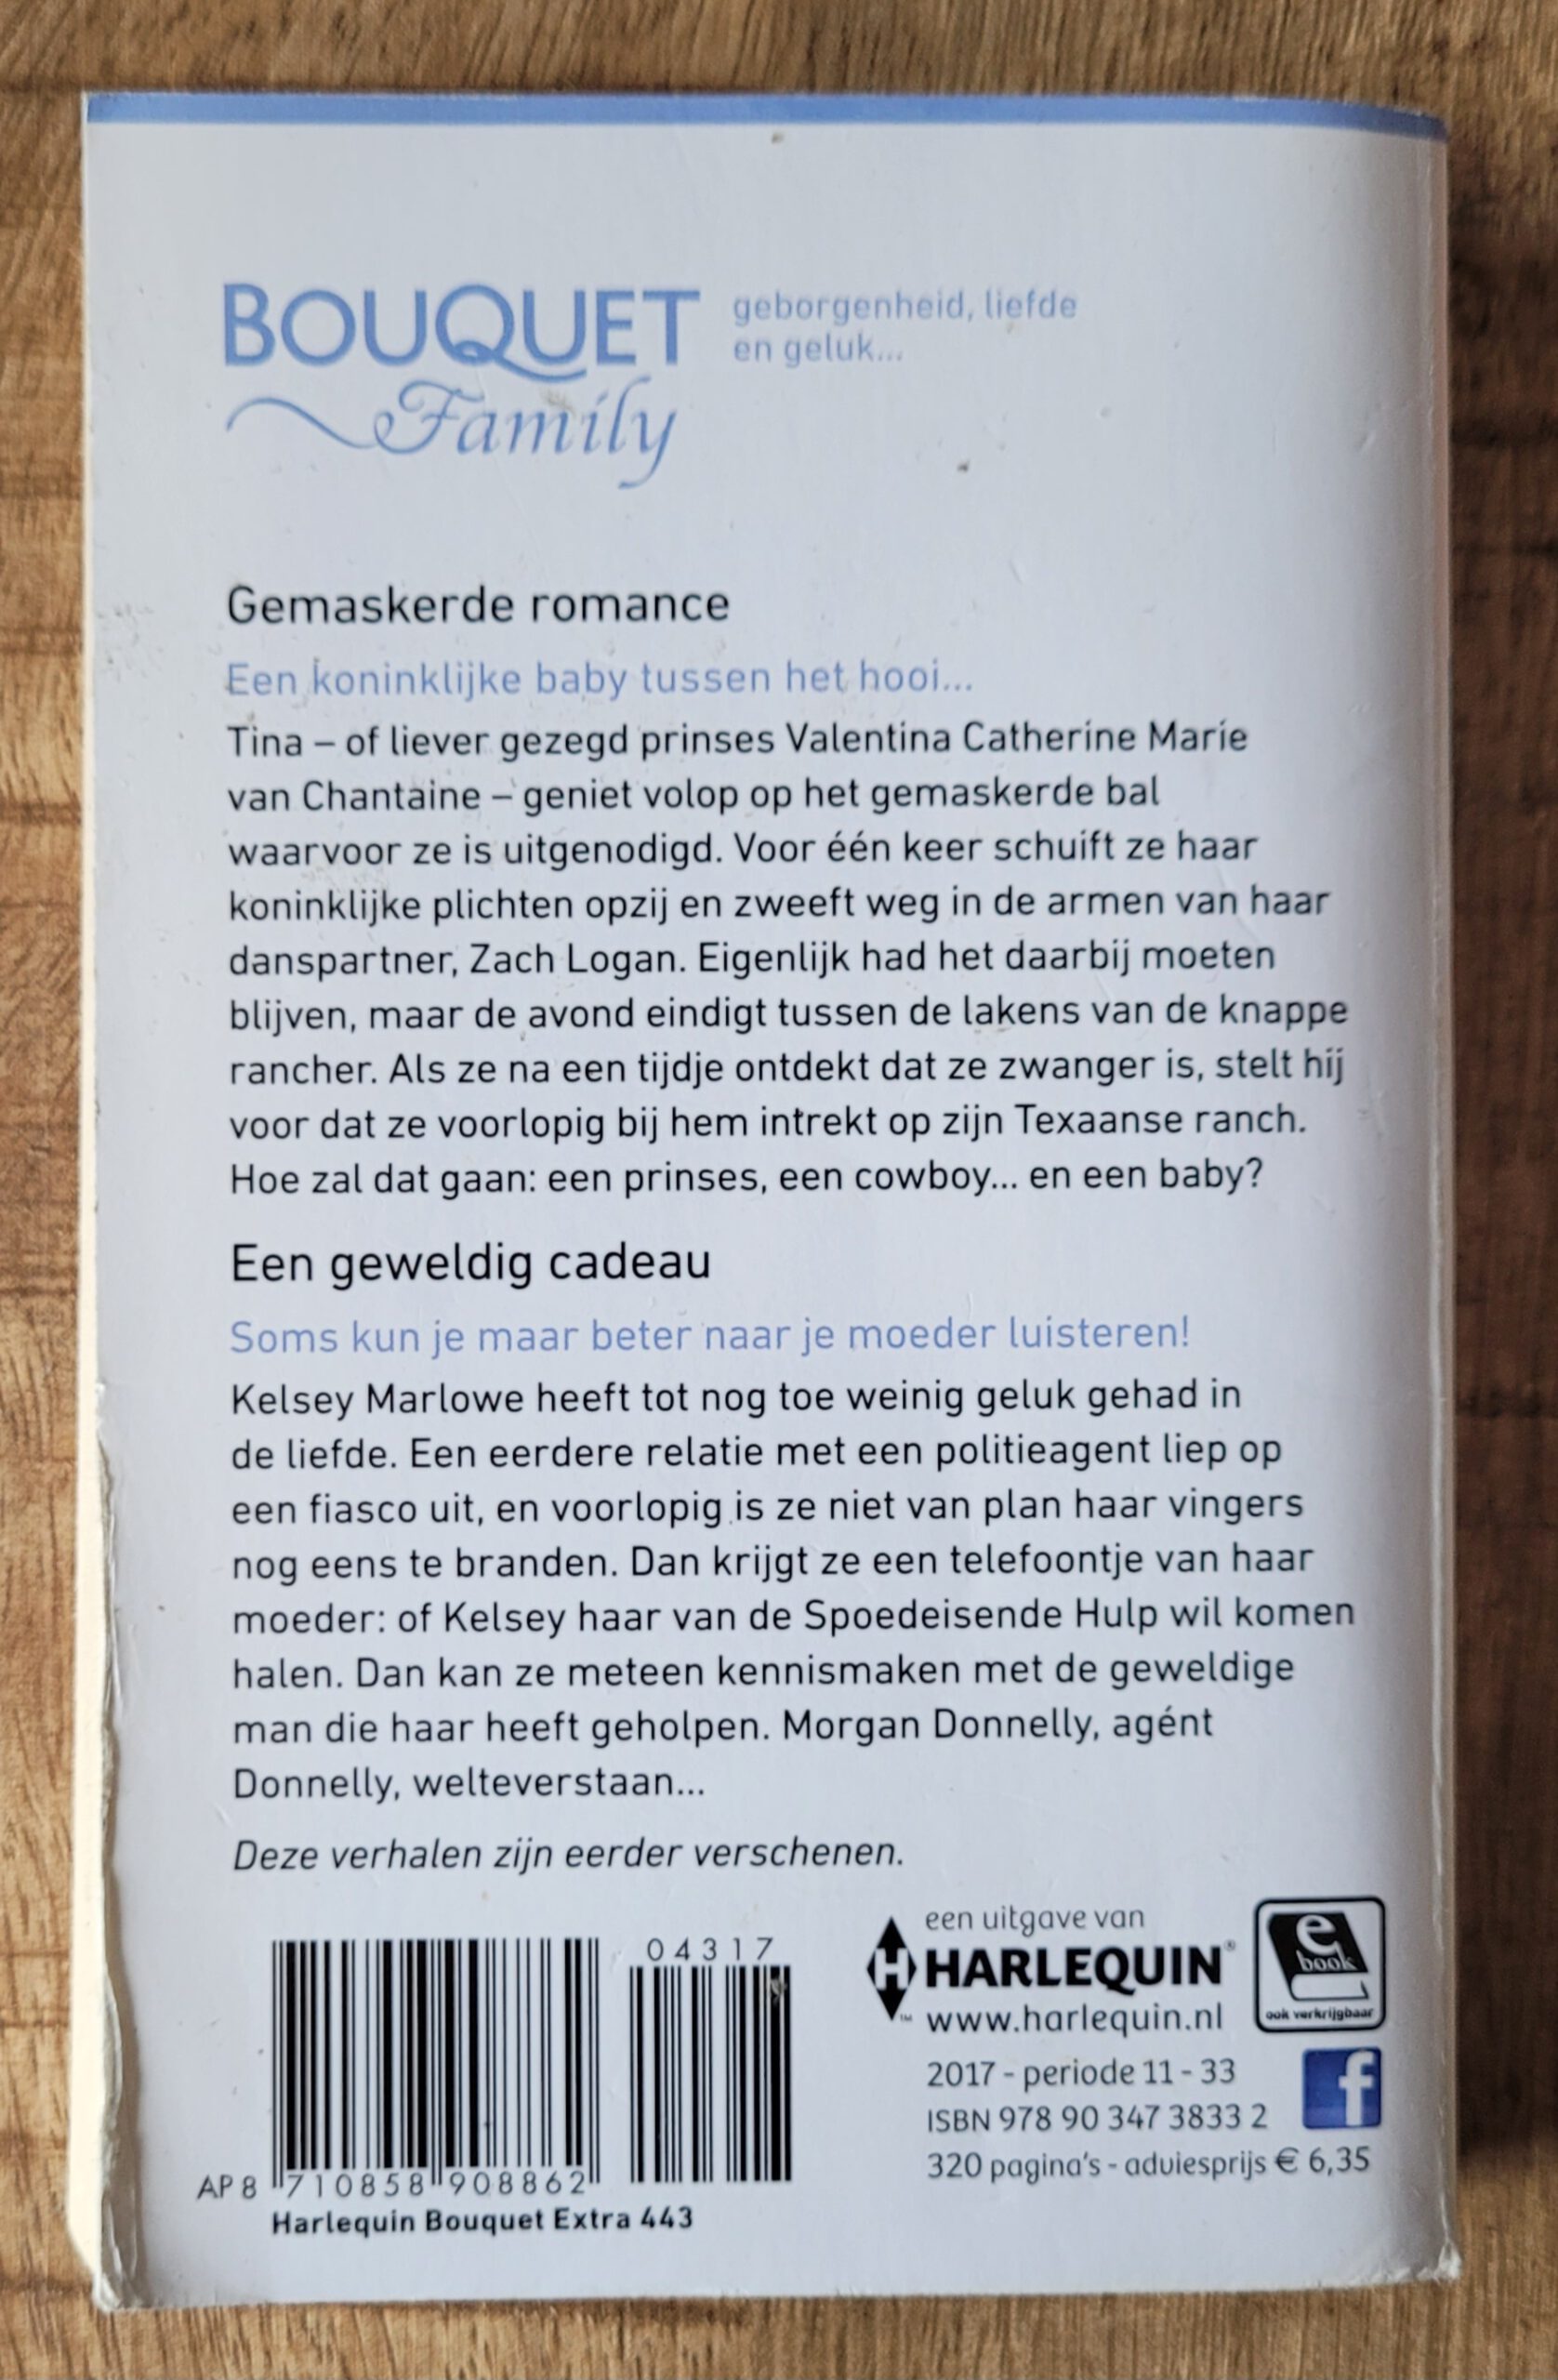 BOUQUET
Family
geborgenheid, liefde
en geluk...
Gemaskerde romance
Een koninklijke baby tussen het hooi...
Tina – of liever gezegd prinses Valentina Catherine Marie
van Chantaine – geniet volop op het gemaskerde bal
waarvoor ze is uitgenodigd. Voor één keer schuift ze haar
koninklijke plichten opzij en zweeft weg in de armen van haar
danspartner, Zach Logan. Eigenlijk had het daarbij moeten
blijven, maar de avond eindigt tussen de lakens van de knappe
rancher. Als ze na een tijdje ontdekt dat ze zwanger is, stelt hij
voor dat ze voorlopig bij hem intrekt op zijn Texaanse ranch.
Hoe zal dat gaan: een prinses, een cowboy... en een baby?
Een geweldig cadeau
Soms kun je maar beter naar je moeder luisteren!
Kelsey Marlowe heeft tot nog toe weinig geluk gehad in
de liefde. Een eerdere relatie met een politieagent liep op
een fiasco uit, en voorlopig is ze niet van plan haar vingers
nog eens te branden. Dan krijgt ze een telefoontje van haar
moeder: of Kelsey haar van de Spoedeisende Hulp wil komen
halen. Dan kan ze meteen kennismaken met de geweldige
man die haar heeft geholpen. Morgan Donnelly, agént
Donnelly, welteverstaan...
Deze verhalen zijn eerder verschenen.
04317
AP 8 710858 908862
Harlequin Bouquet Extra 443
een uitgave van
H HARLEQUIN®
™ www.harlequin.nl
e
book
ook verkrijgbaar
2017 - periode 11 - 33
ISBN 978 90 347 3833 2
320 pagina's - adviesprijs € 6,35
f